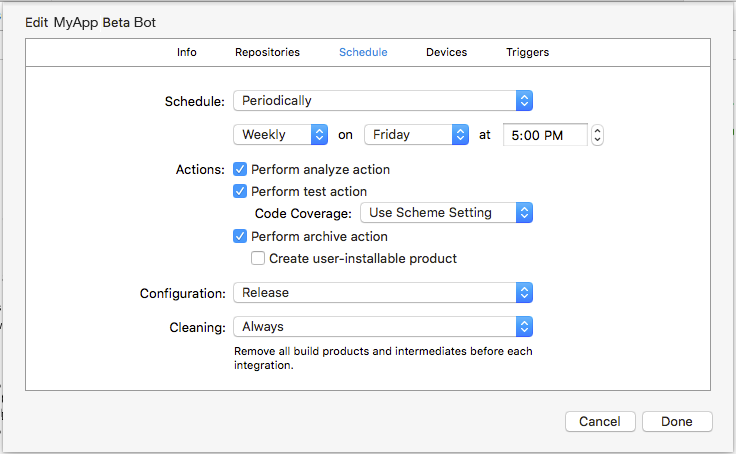 Edit MyApp Beta Bot
Info Repositories Schedule Devices Triggers
Schedule: Periodically
Weekly on Friday at 5:00 PM
Actions: Perform analyze action
Perform test action
Code Coverage: Use Scheme Setting
Perform archive action
Create user-installable product
Configuration: Release
Cleaning: Always
Remove all build products and intermediates before each
integration.
Cancel Done